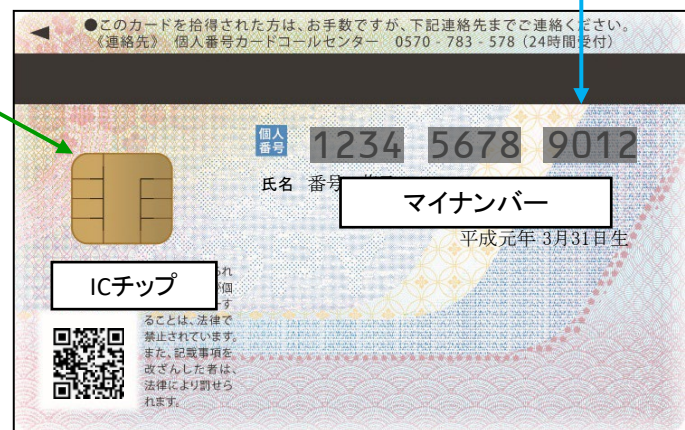 ●このカードを拾得された方は、お手数ですが、下記連絡先までご連絡ください。
《連絡先》 個人番号カードコールセンター 0570-783-578（24時間受付）
個人番号 1234 5678 9012
氏名 番号
マイナンバー
平成元年 3月31日生
ICチップ
られ
が個
す
ることは、法律で
禁止されています。
また、記載事項を
改ざんした者は、
法律により罰せら
れます。